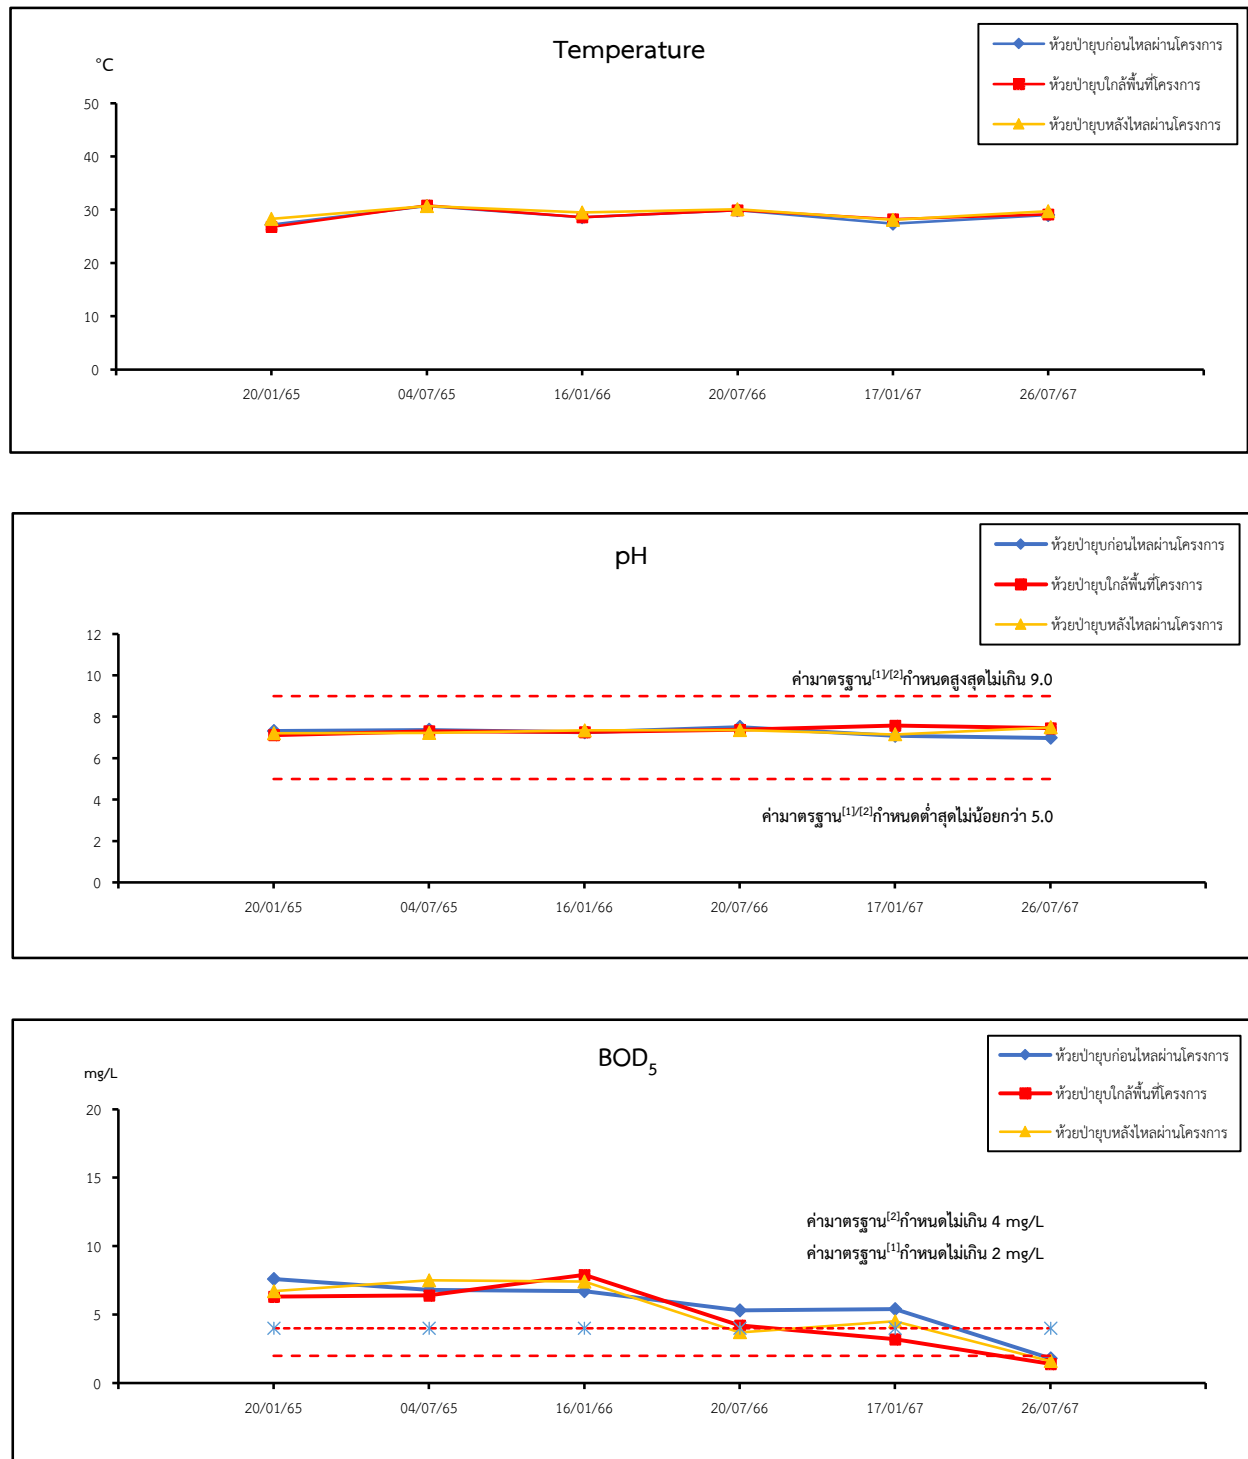 Temperature
°C
ห้วยป่ายุบก่อนไหลผ่านโครงการ
ห้วยป่ายุบใกล้พื้นที่โครงการ
ห้วยป่ายุบหลังไหลผ่านโครงการ
50
40
30
20
10
0
20/01/65 04/07/65 16/01/66 20/07/66 17/01/67 26/07/67
pH
ห้วยป่ายุบก่อนไหลผ่านโครงการ
ห้วยป่ายุบใกล้พื้นที่โครงการ
ห้วยป่ายุบหลังไหลผ่านโครงการ
12
10
8
6
4
2
0
ค่ามาตรฐาน[1]/[2]กำหนดสูงสุดไม่เกิน 9.0
ค่ามาตรฐาน[1]/[2]กำหนดต่ำสุดไม่น้อยกว่า 5.0
20/01/65 04/07/65 16/01/66 20/07/66 17/01/67 26/07/67
BOD5
mg/L
ห้วยป่ายุบก่อนไหลผ่านโครงการ
ห้วยป่ายุบใกล้พื้นที่โครงการ
ห้วยป่ายุบหลังไหลผ่านโครงการ
20
15
10
5
0
ค่ามาตรฐาน[2]กำหนดไม่เกิน 4 mg/L
ค่ามาตรฐาน[1]กำหนดไม่เกิน 2 mg/L
20/01/65 04/07/65 16/01/66 20/07/66 17/01/67 26/07/67